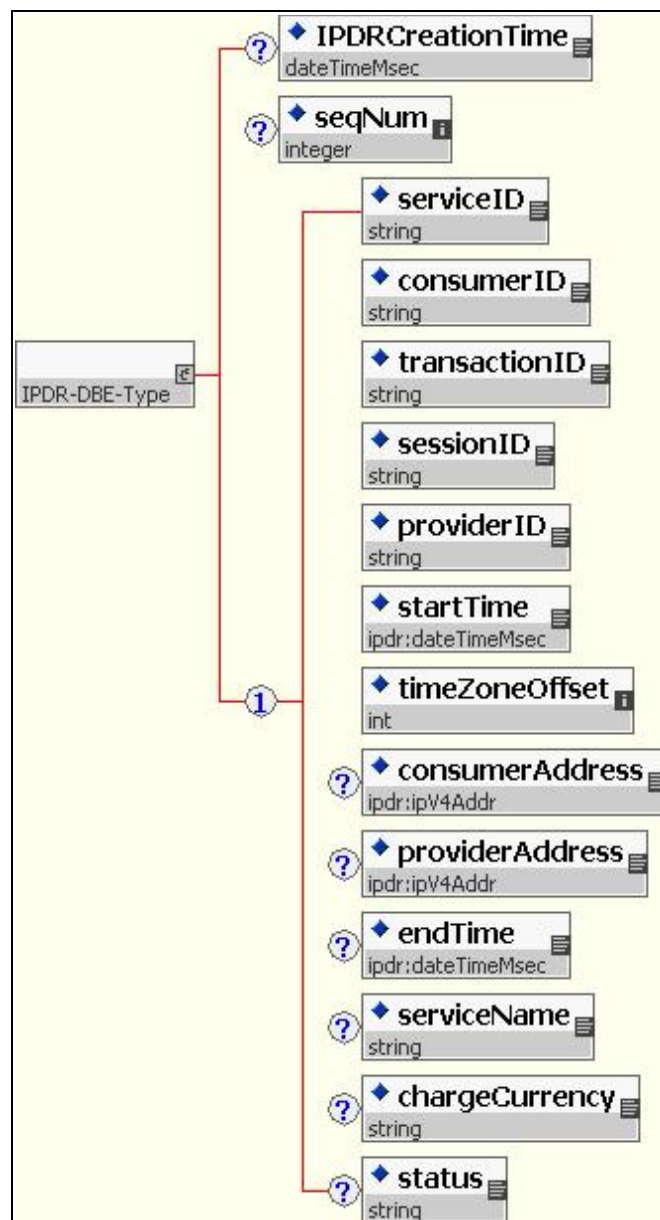 ? IPDRCreationTime
dateTimeMsec
? seqNum
integer
serviceID
string
consumerID
string
transactionID
string
IPDR-DBE-Type
sessionID
string
providerID
string
startTime
ipdr:dateTimeMsec
1 timeZoneOffset
int
? consumerAddress
ipdr:ipV4Addr
? providerAddress
ipdr:ipV4Addr
? endTime
ipdr:dateTimeMsec
? serviceName
string
? chargeCurrency
string
? status
string